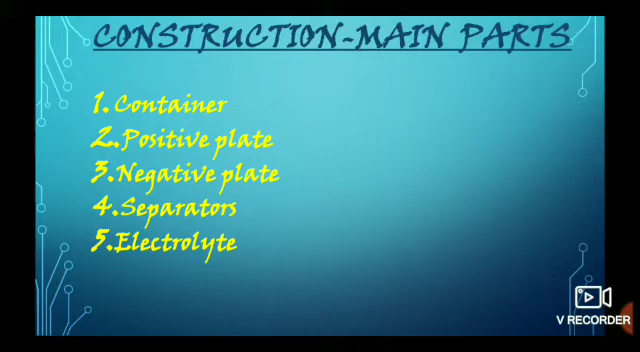 CONSTRUCTION-MAIN PARTS
1. Container
2. Positive plate
3. Negative plate
4. Separators
5. Electrolyte
V RECORDER